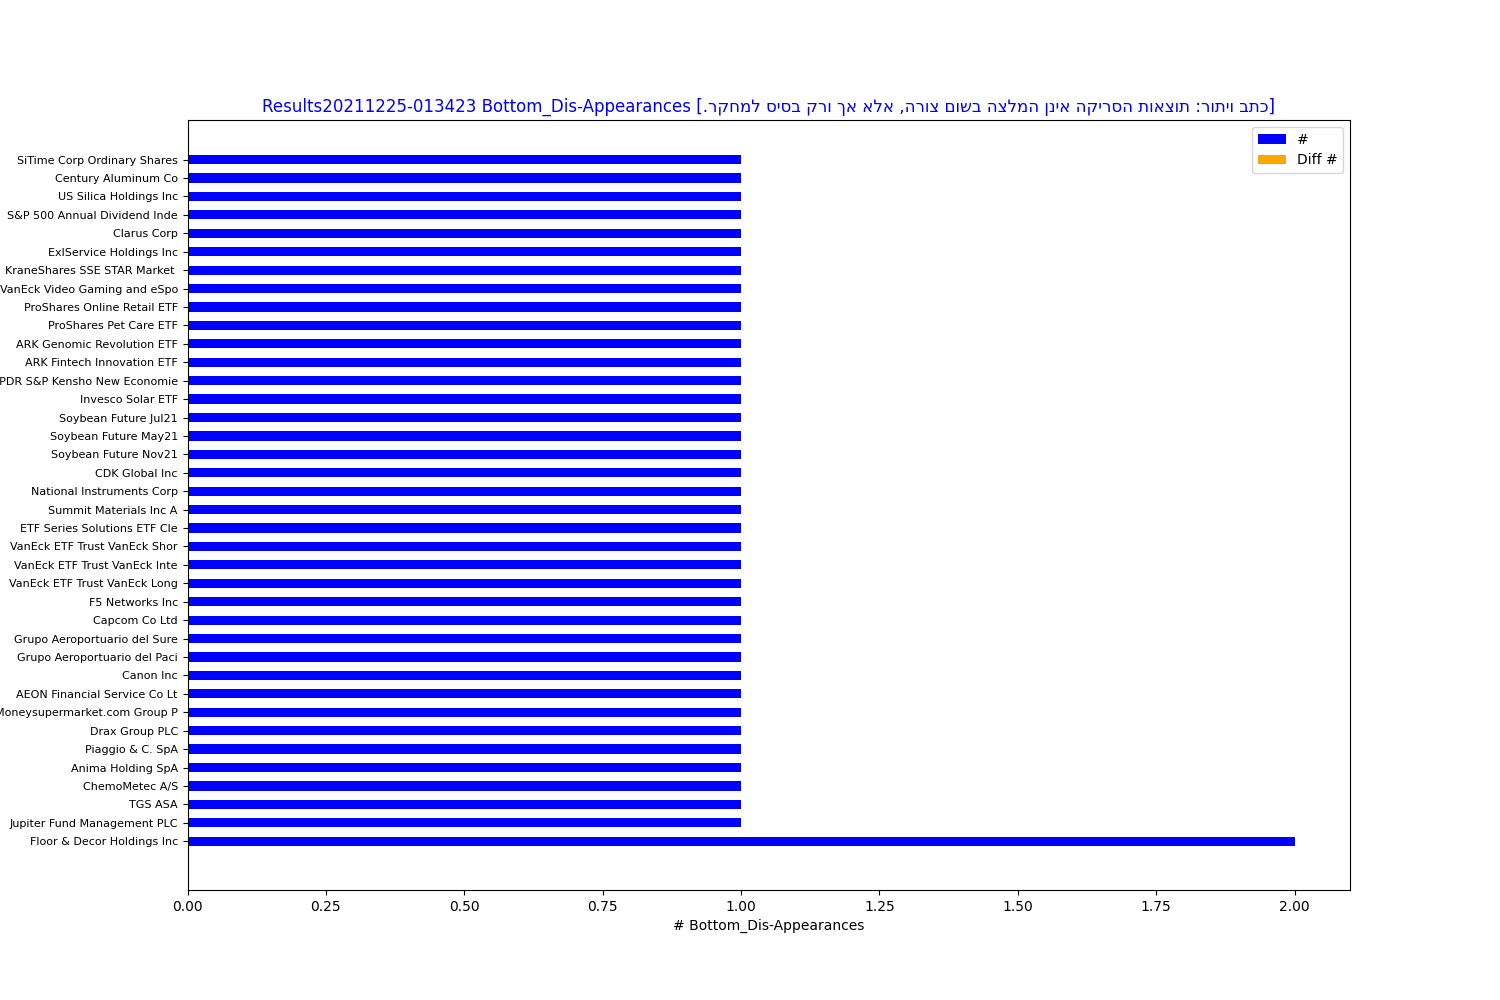 Results20211225-013423 Bottom_Dis-Appearances [כתב ויתור: תוצאות הסריקה אינן המלצה בשום צורה, אלא אך ורק בסיס למחקר.]
#
Diff #
SiTime Corp Ordinary Shares
Century Aluminum Co
US Silica Holdings Inc
S&P 500 Annual Dividend Inde
Clarus Corp
ExlService Holdings Inc
KraneShares SSE STAR Market
VanEck Video Gaming and eSpo
ProShares Online Retail ETF
ProShares Pet Care ETF
ARK Genomic Revolution ETF
ARK Fintech Innovation ETF
PDR S&P Kensho New Economie
Invesco Solar ETF
Soybean Future Jul21
Soybean Future May21
Soybean Future Nov21
CDK Global Inc
National Instruments Corp
Summit Materials Inc A
ETF Series Solutions ETF Cle
VanEck ETF Trust VanEck Shor
VanEck ETF Trust VanEck Inte
VanEck ETF Trust VanEck Long
F5 Networks Inc
Capcom Co Ltd
Grupo Aeroportuario del Sure
Grupo Aeroportuario del Paci
Canon Inc
AEON Financial Service Co Lt
Moneysupermarket.com Group P
Drax Group PLC
Piaggio & C. SpA
Anima Holding SpA
ChemoMetec A/S
TGS ASA
Jupiter Fund Management PLC
Floor & Decor Holdings Inc
0.00 0.25 0.50 0.75 1.00 1.25 1.50 1.75 2.00
# Bottom_Dis-Appearances